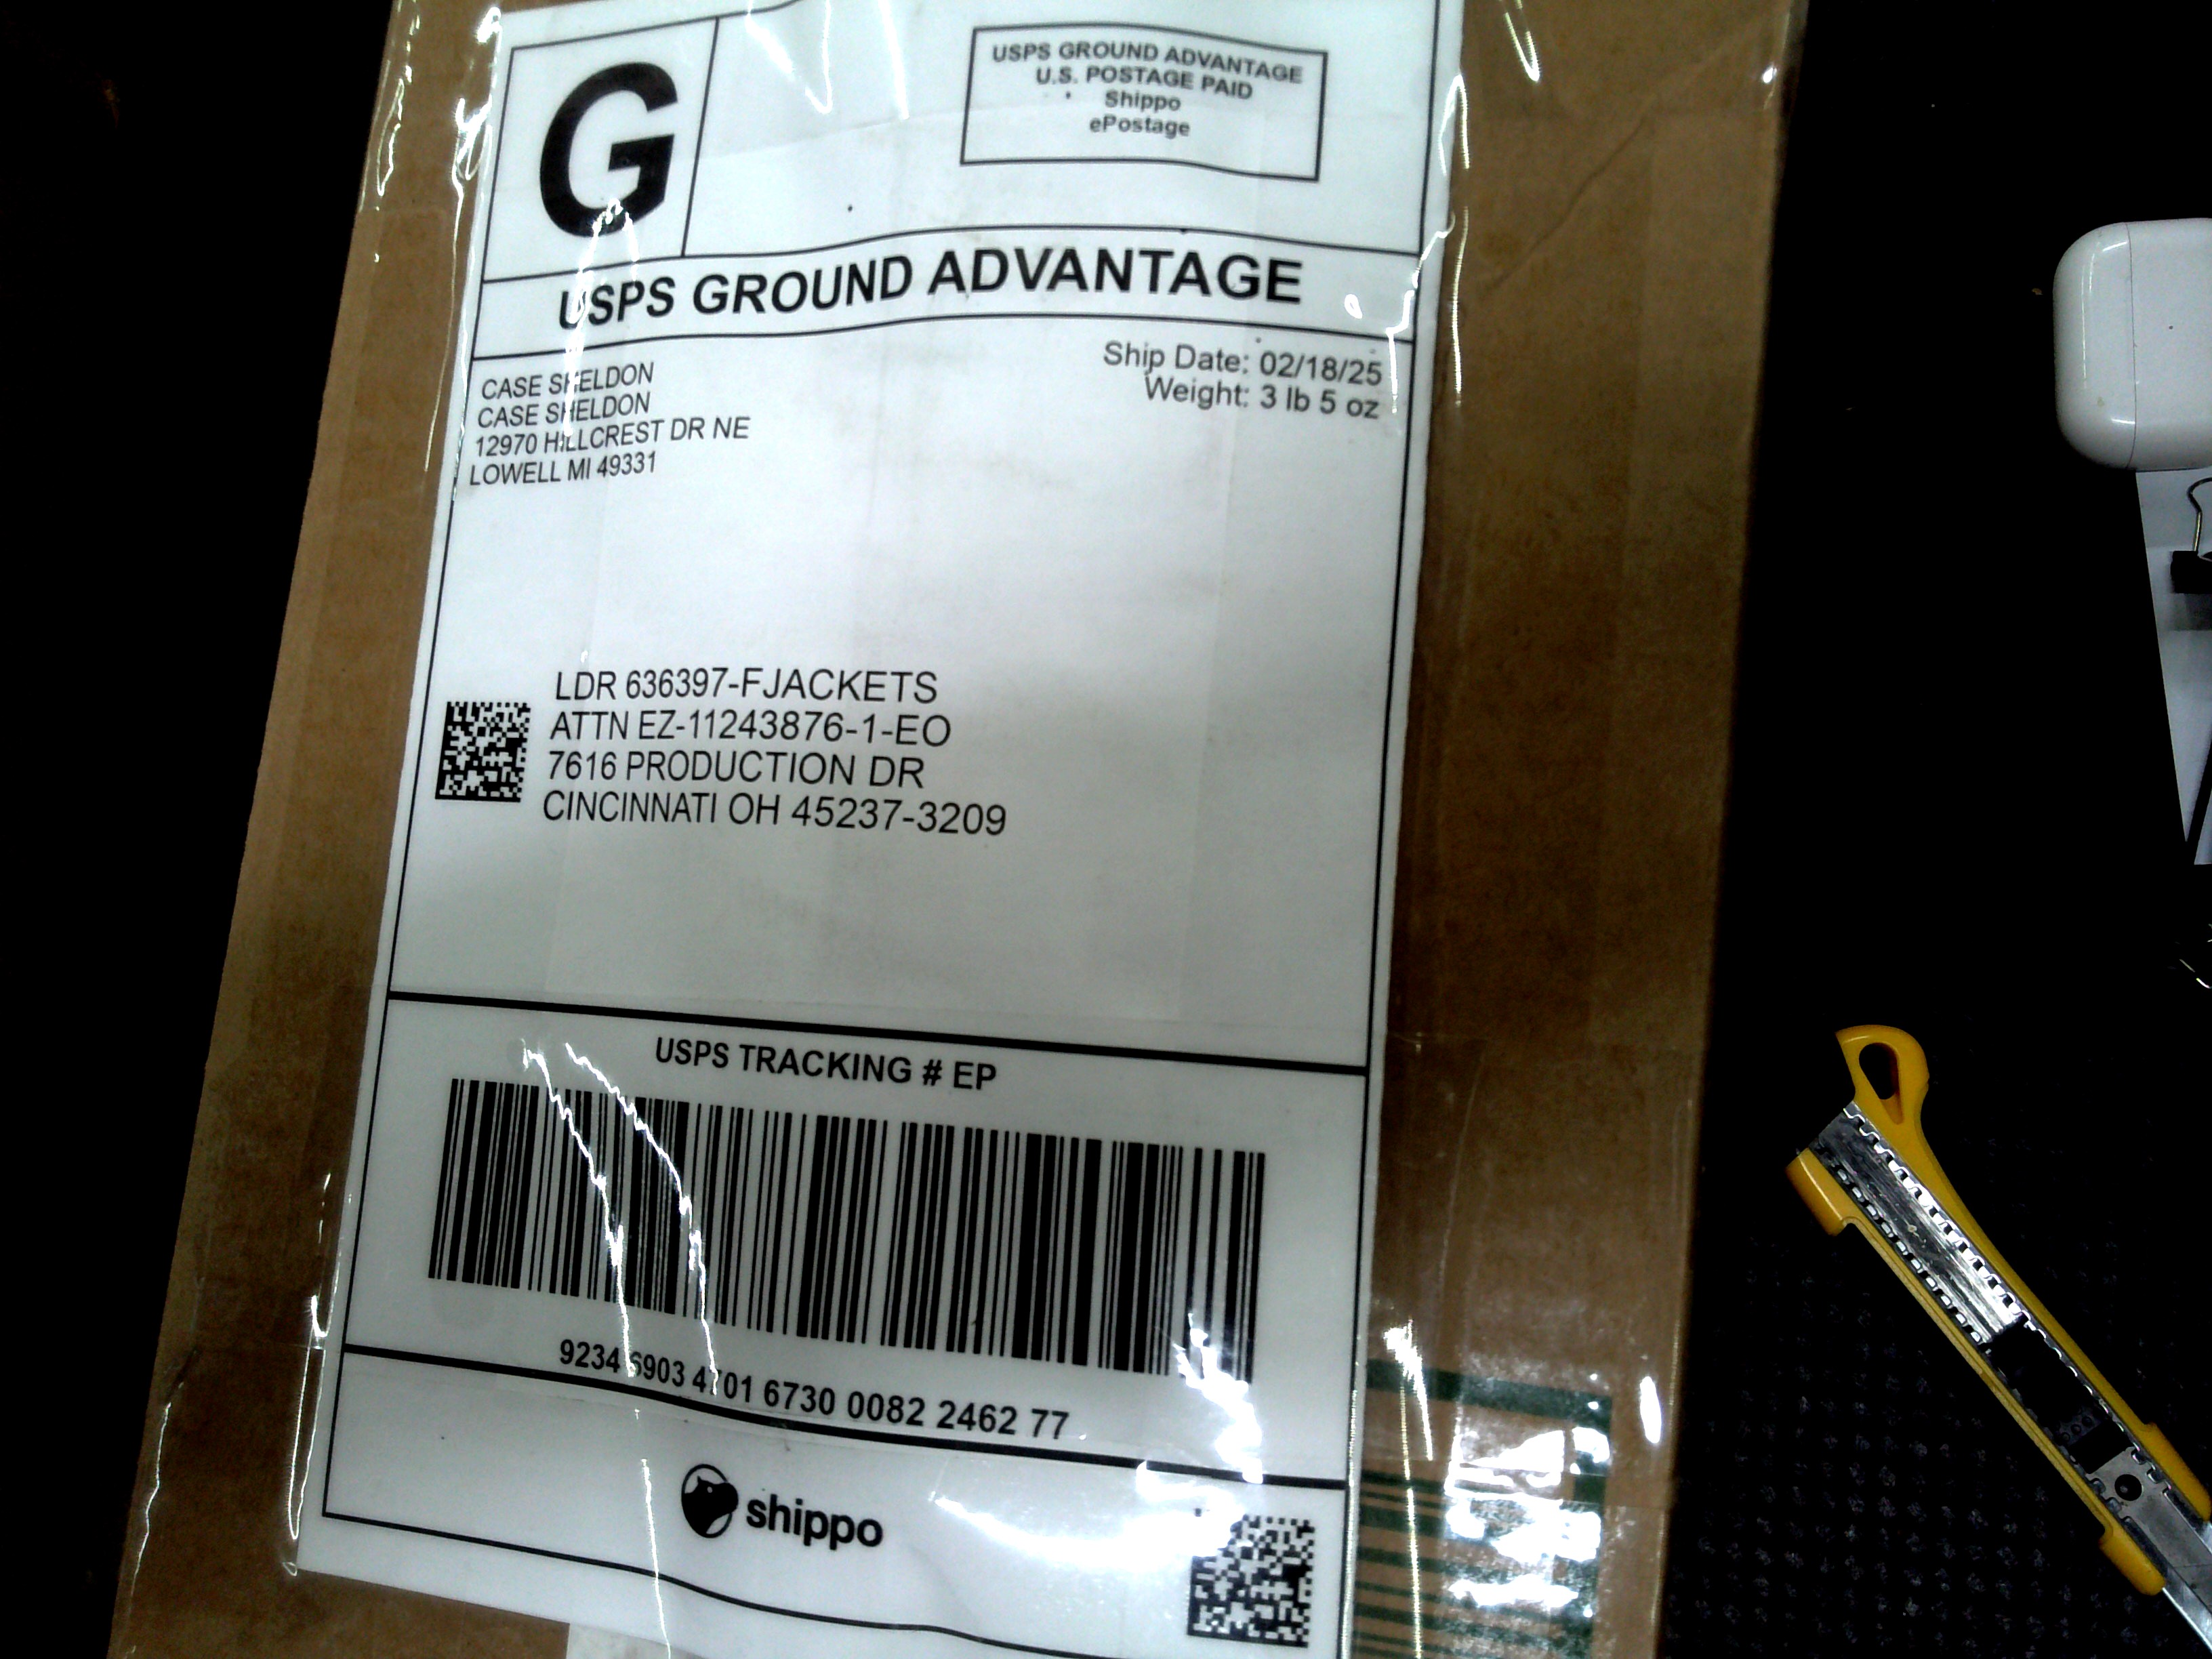 G
USPS GROUND ADVANTAGE
U.S. POSTAGE PAID
Shippo
ePostage
USPS GROUND ADVANTAGE
Ship Date: 02/18/25
Weight: 3 lb 5 oz
CASE SHELDON
CASE SHELDON
12970 HILLCREST DR NE
LOWELL MI 49331
LDR 636397-FJACKETS
ATTN EZ-11243876-1-EO
7616 PRODUCTION DR
CINCINNATI OH 45237-3209
USPS TRACKING # EP
9234 6903 4701 6730 0082 2462 77
shippo